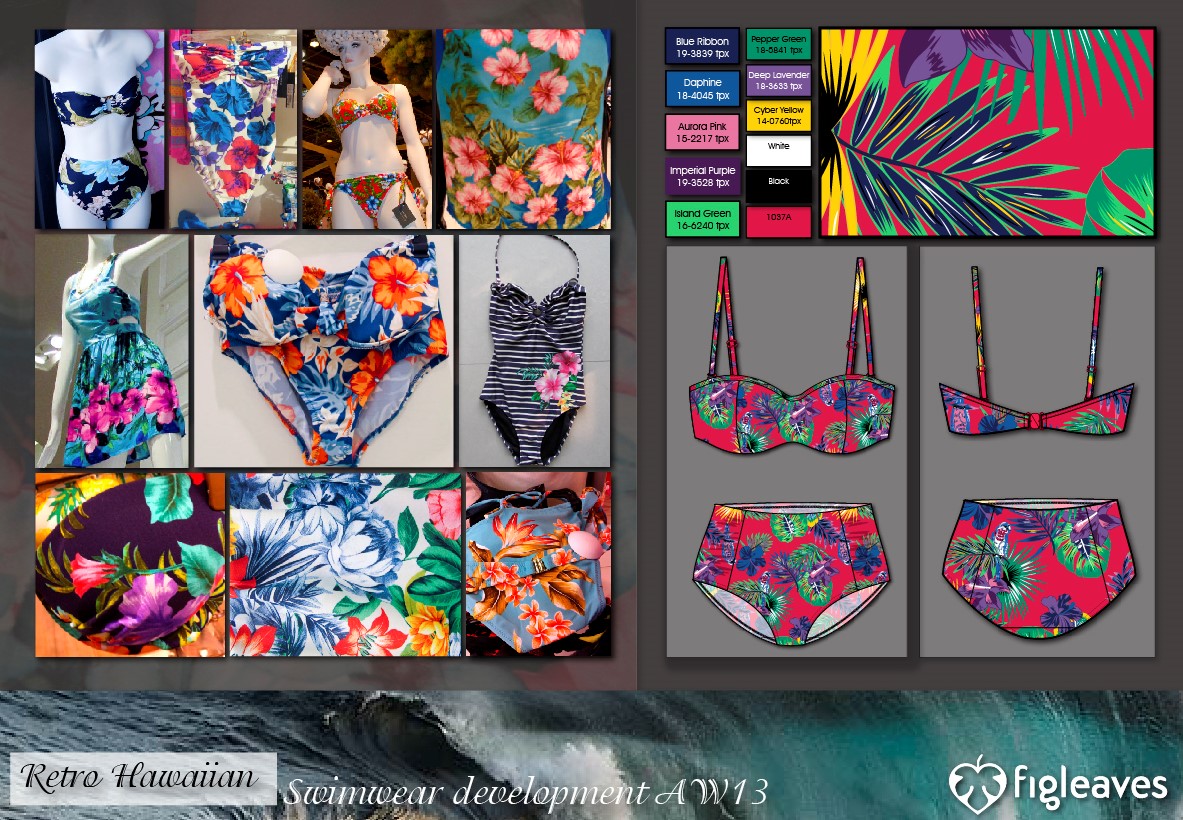 Blue Ribbon
19-3839 tpx
Daphine
18-4045 tpx
Aurora Pink
15-2217 tpx
Imperial Purple
19-3528 tpx
Island Green
16-6240 tpx
Pepper Green
18-5841 tpx
Deep Lavender
18-3633 tpx
Cyber Yellow
14-0760tpx
White
Black
1037A
Retro Hawaiian
Swimwear development AW13
figleaves